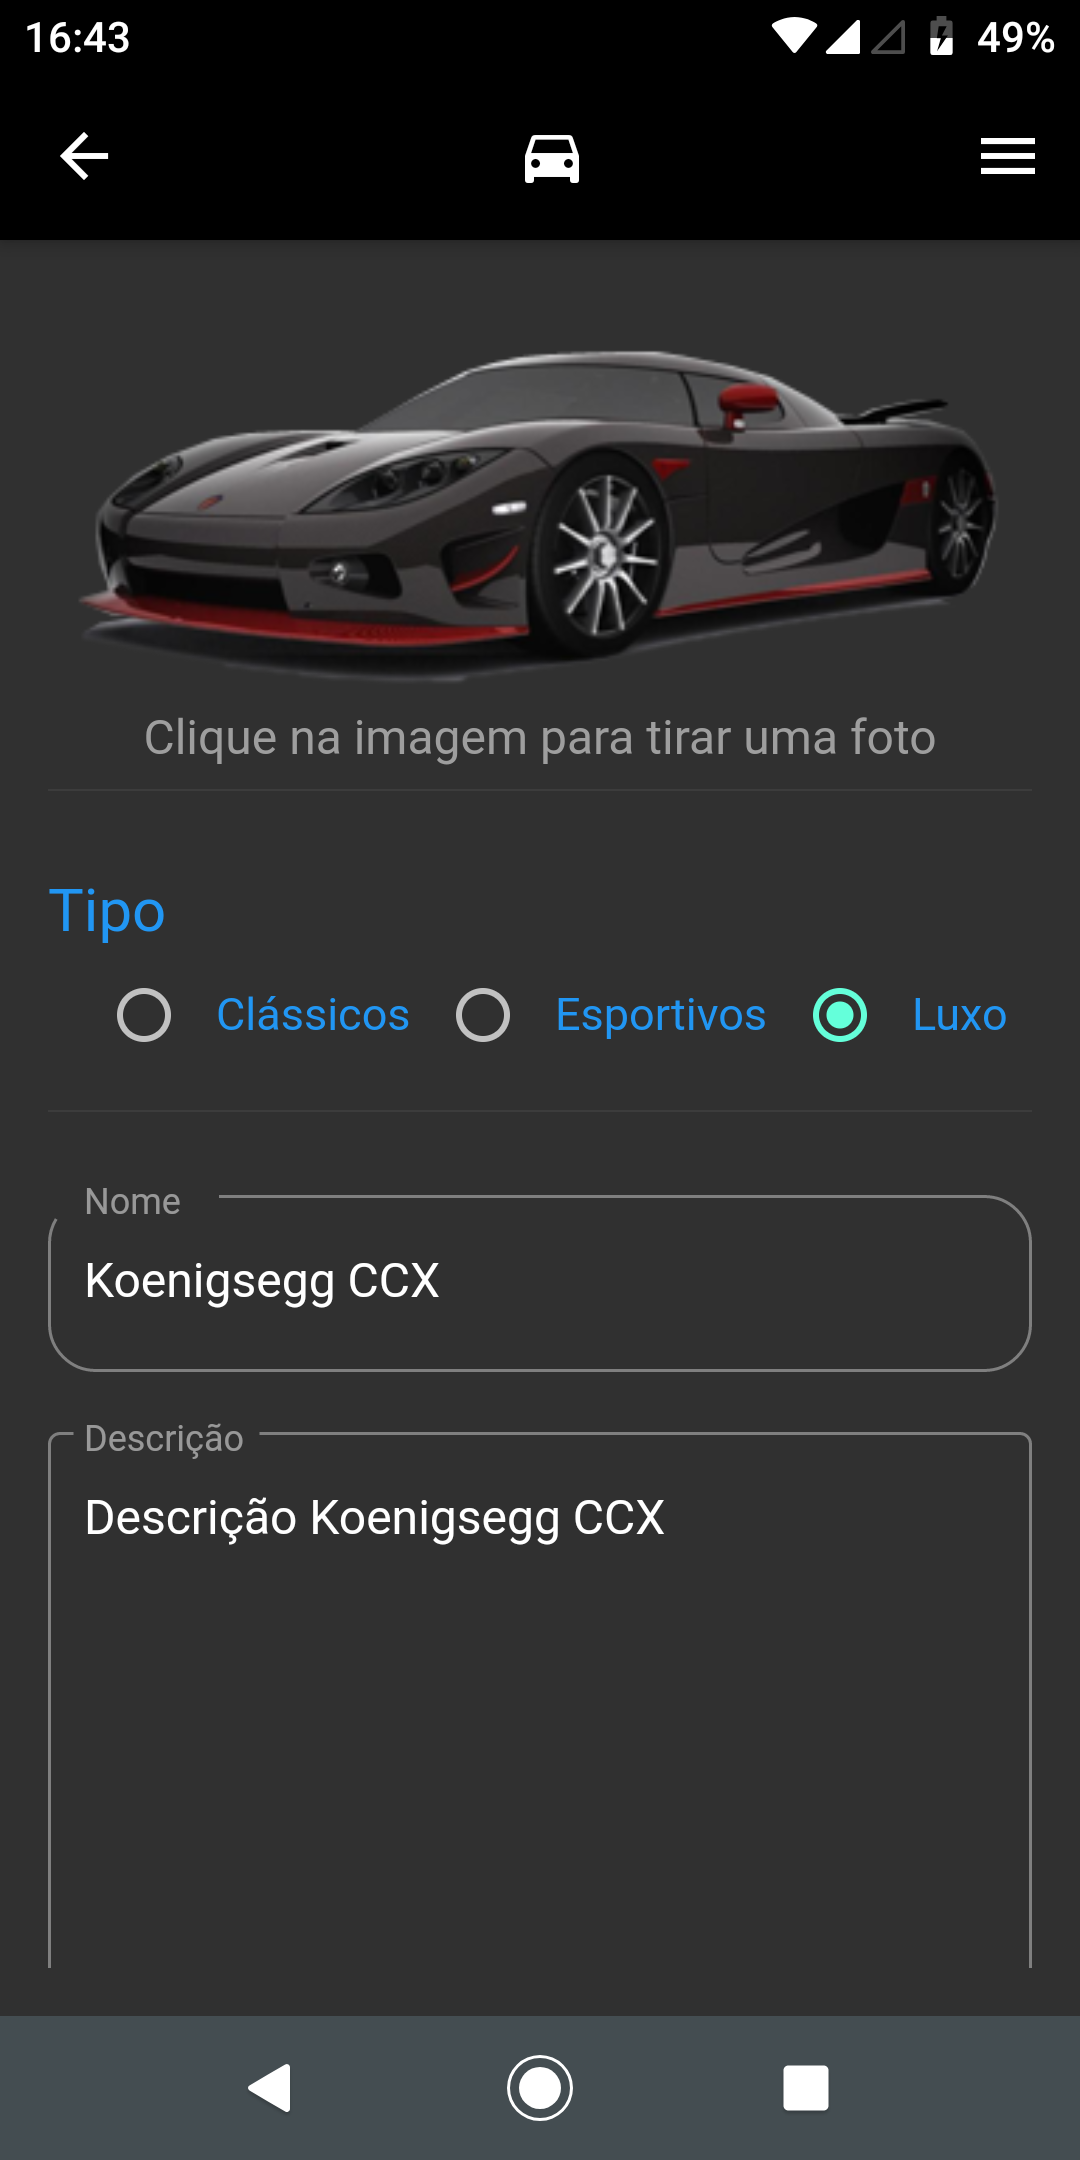 16:43
49%
Clique na imagem para tirar uma foto
Tipo
Clássicos Esportivos Luxo
Nome
Koenigsegg CCX
Descrição
Descrição Koenigsegg CCX